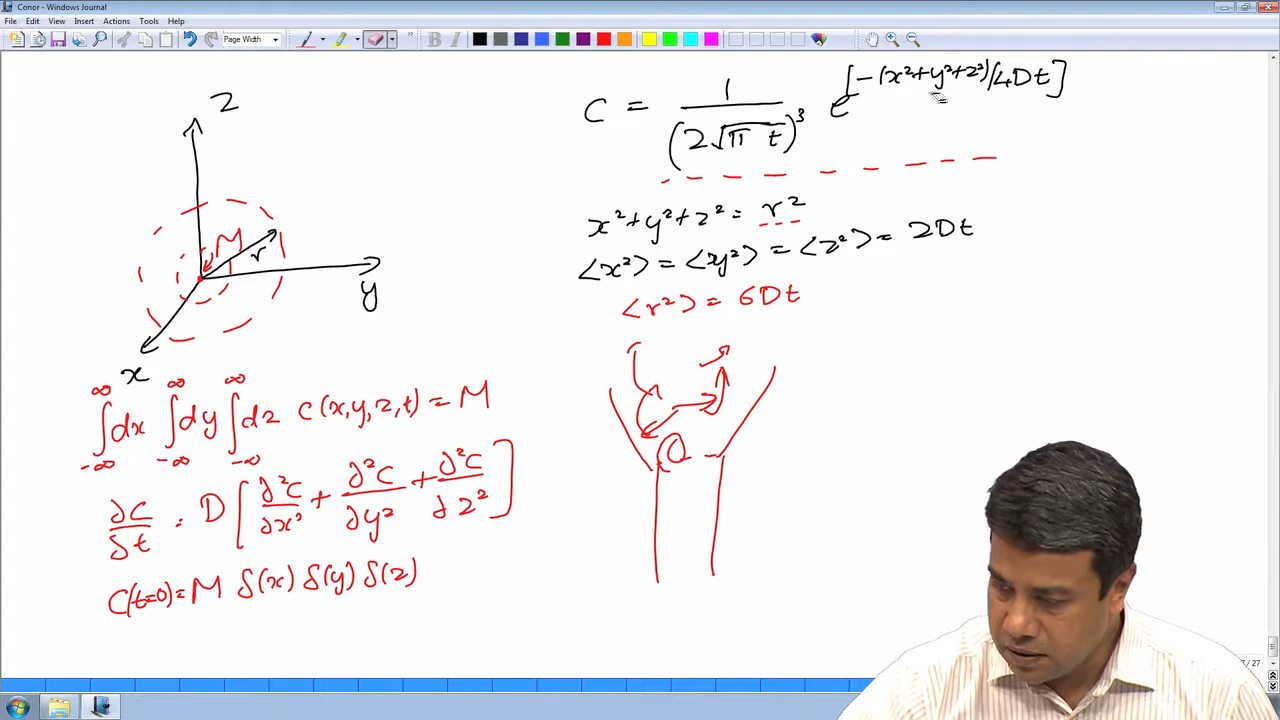 Conor - Windows Journal
File Edit View Insert Actions Tools Help
Page Width
B I
z
M
r
y
x
∫_{-∞}^{∞} dx ∫_{-∞}^{∞} dy ∫_{-∞}^{∞} dz C(x,y,z,t) = M
∂C/∂t = D [∂²C/∂x² + ∂²C/∂y² + ∂²C/∂z²]
C(t=0) = M δ(x) δ(y) δ(z)
C = 1/(2√π t)³ e^[-(x²+y²+z²)/4Dt]
x²+y²+z² = r²
<x²> = <y²> = <z²> = 2Dt
<r²> = 6Dt
/ 27